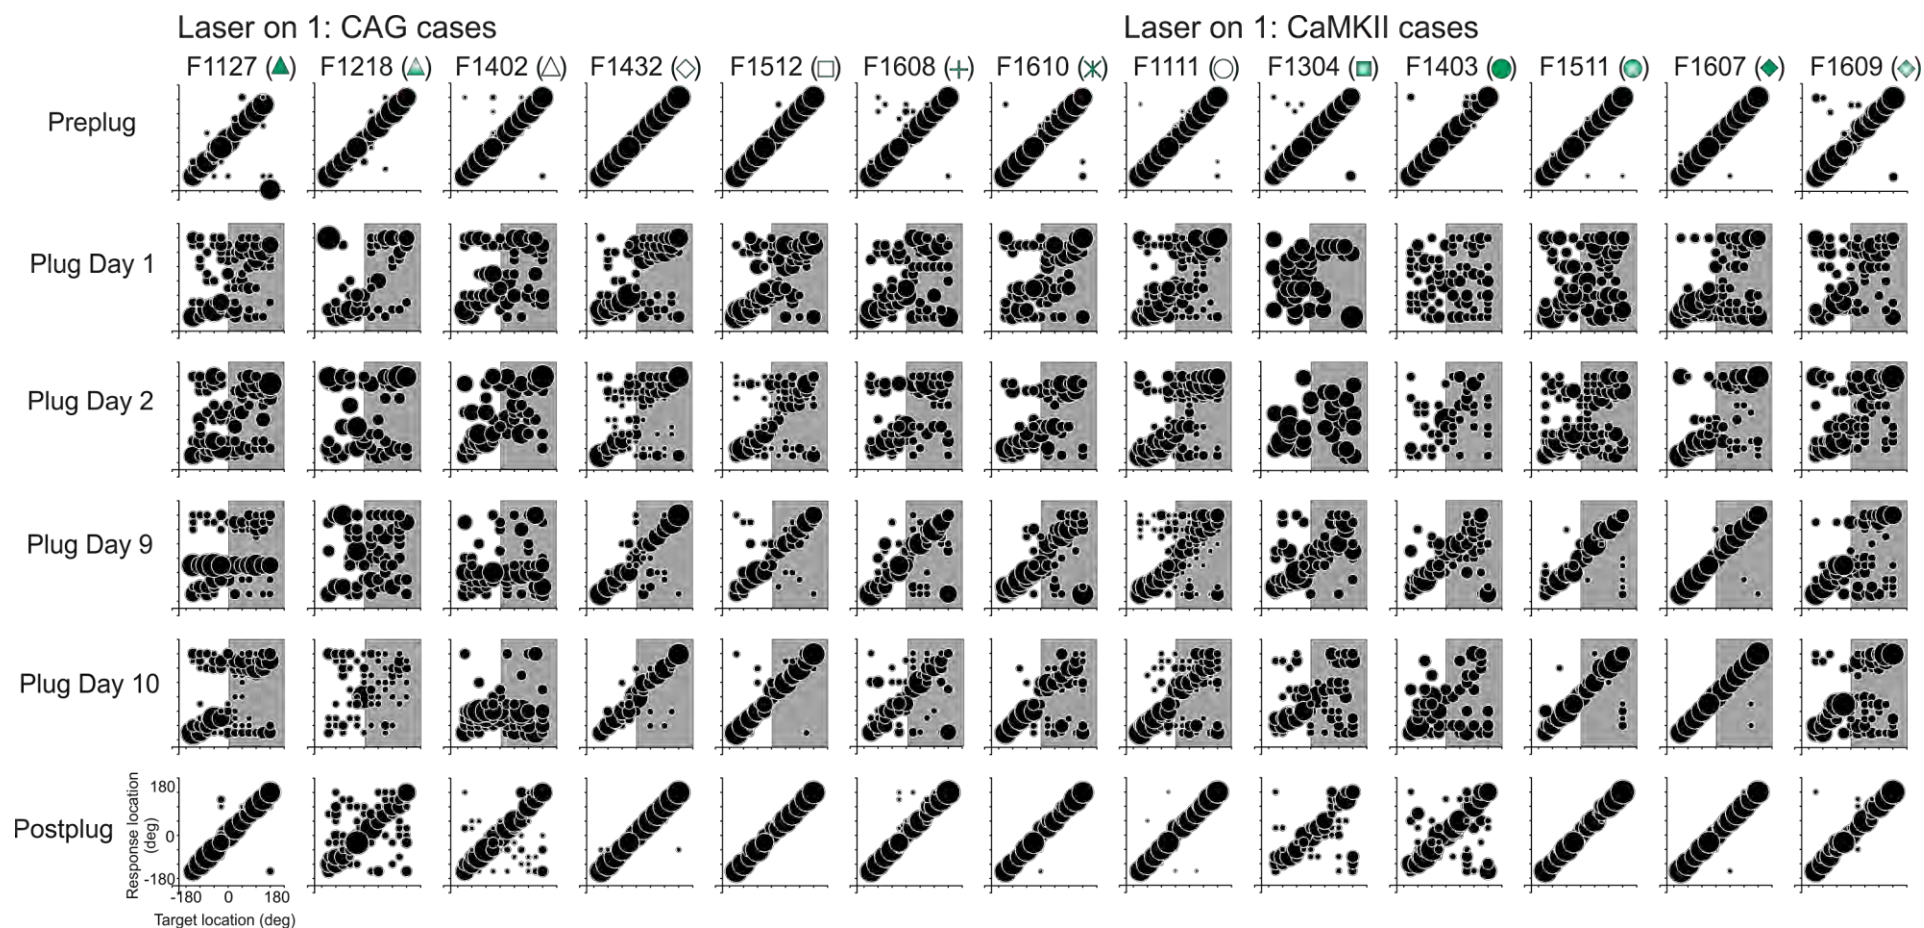 Laser on 1: CAG cases Laser on 1: CaMKII cases
F1127 (▲) F1218 (▲) F1402 (△) F1432 (◇) F1512 (□) F1608 (+) F1610 (✳) F1111 (○) F1304 (■) F1403 (●) F1511 (●) F1607 (◆) F1609 (◈)
Preplug
Plug Day 1
Plug Day 2
Plug Day 9
Plug Day 10
Postplug
Response location
(deg)
180
0
-180
-180 0 180
Target location (deg)